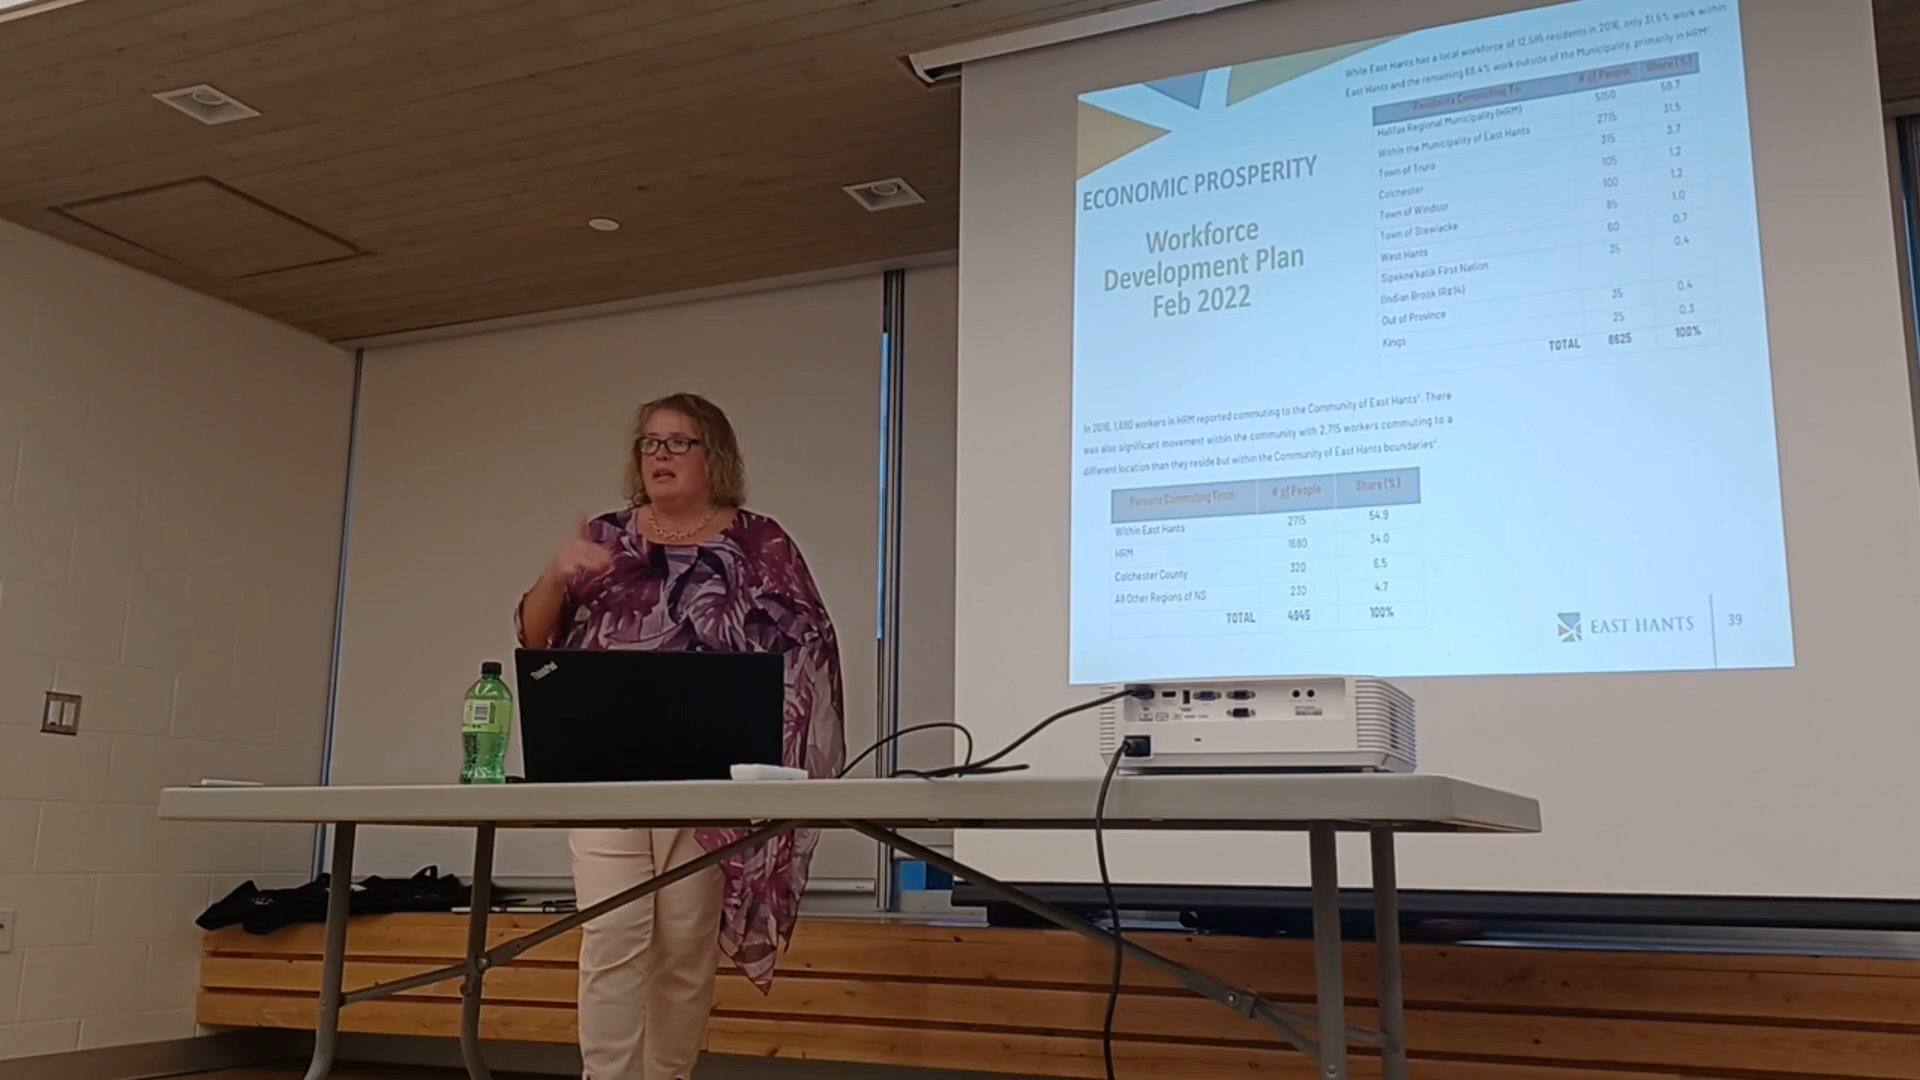 While East Hants has a local workforce of 12,585 residents in 2016, only 31.5% work within
East Hants and the remaining 68.4% work outside of the Municipality, primarily in HRM¹.
Residents Commuting To: # of People Share (%)
Halifax Regional Municipality (HRM) 5150 59.7
Within the Municipality of East Hants 2715 31.5
Town of Truro 315 3.7
Colchester 105 1.2
Town of Windsor 100 1.2
Town of Stewiacke 85 1.0
West Hants 60 0.7
Sipekne'katik First Nation 35 0.4
(Indian Brook IR#14)
Out of Province 35 0.4
Kings 25 0.3
TOTAL 8625 100%
ECONOMIC PROSPERITY
Workforce
Development Plan
Feb 2022
In 2016, 1,680 workers in HRM reported commuting to the Community of East Hants². There
was also significant movement within the community with 2,715 workers commuting to a
different location than they reside but within the Community of East Hants boundaries².
Persons Commuting From: # of People Share (%)
Within East Hants 2715 54.9
HRM 1680 34.0
Colchester County 320 6.5
All Other Regions of NS 230 4.7
TOTAL 4945 100%
EAST HANTS 39
ThinkPad